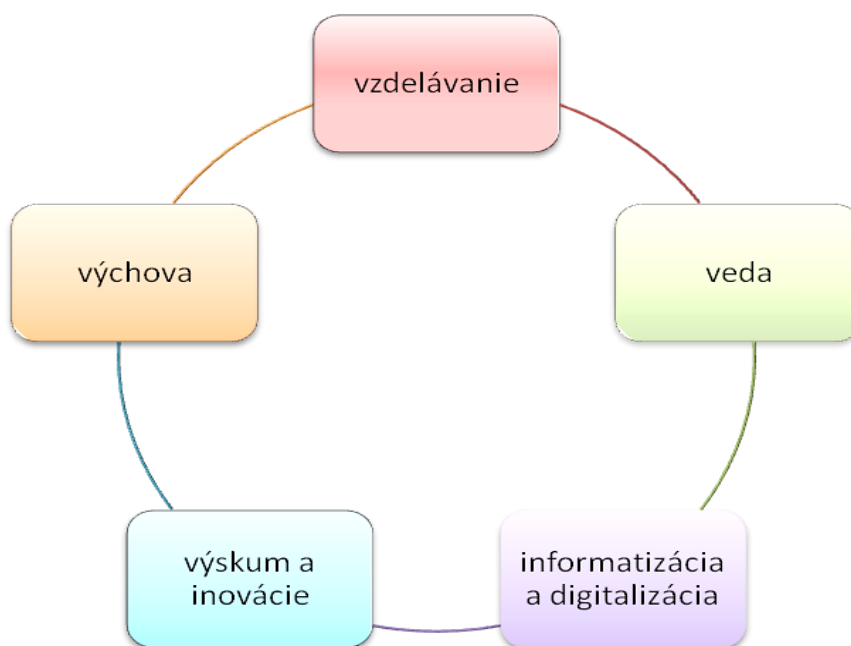 vzdelávanie
výchova
veda
výskum a
inovácie
informatizácia
a digitalizácia